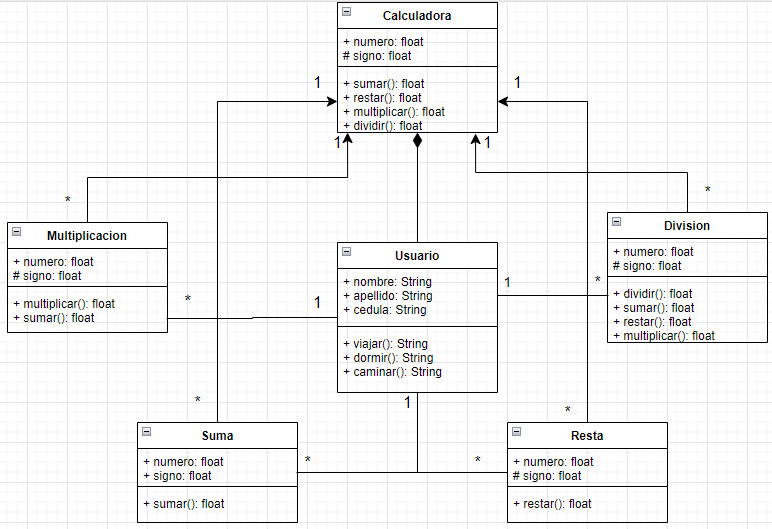 Calculadora
+ numero: float
# signo: float
+ sumar(): float
+ restar(): float
+ multiplicar(): float
+ dividir(): float
1
1
1
1
*
*
Multiplicacion
+ numero: float
# signo: float
+ multiplicar(): float
+ sumar(): float
Usuario
+ nombre: String
+ apellido: String
+ cedula: String
+ viajar(): String
+ dormir(): String
+ caminar(): String
Division
+ numero: float
# signo: float
+ dividir(): float
+ sumar(): float
+ restar(): float
+ multiplicar(): float
*
1
1
*
*
1
*
Suma
+ numero: float
+ signo: float
+ sumar(): float
*
*
Resta
+ numero: float
# signo: float
+ restar(): float